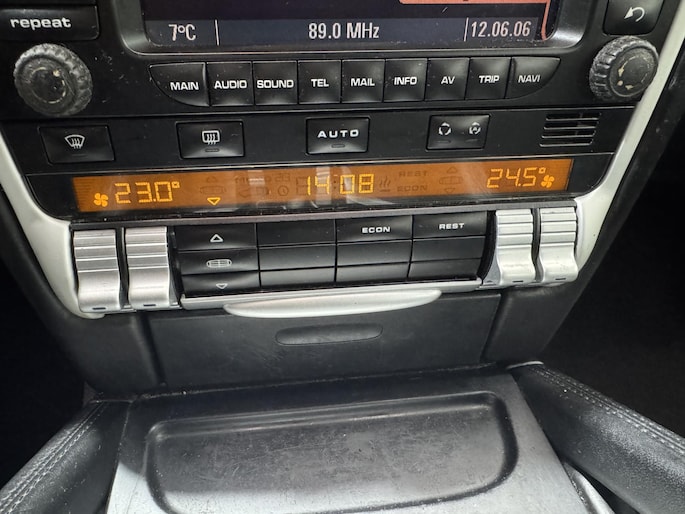 repeat
7°C 89.0 MHz 12.06.06
MAIN AUDIO SOUND TEL MAIL INFO AV TRIP NAVI
AUTO
23.0° 14:08 REST 24.5°
ECON
ECON REST